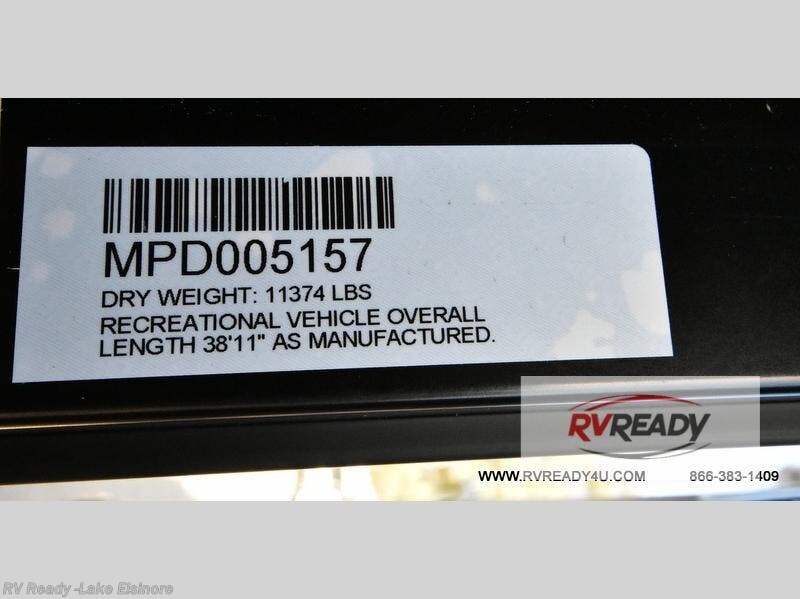 MPD005157
DRY WEIGHT: 11374 LBS
RECREATIONAL VEHICLE OVERALL
LENGTH 38'11" AS MANUFACTURED.
RVREADY
WWW.RVREADY4U.COM 866-383-1409
RV Ready -Lake Elsinore